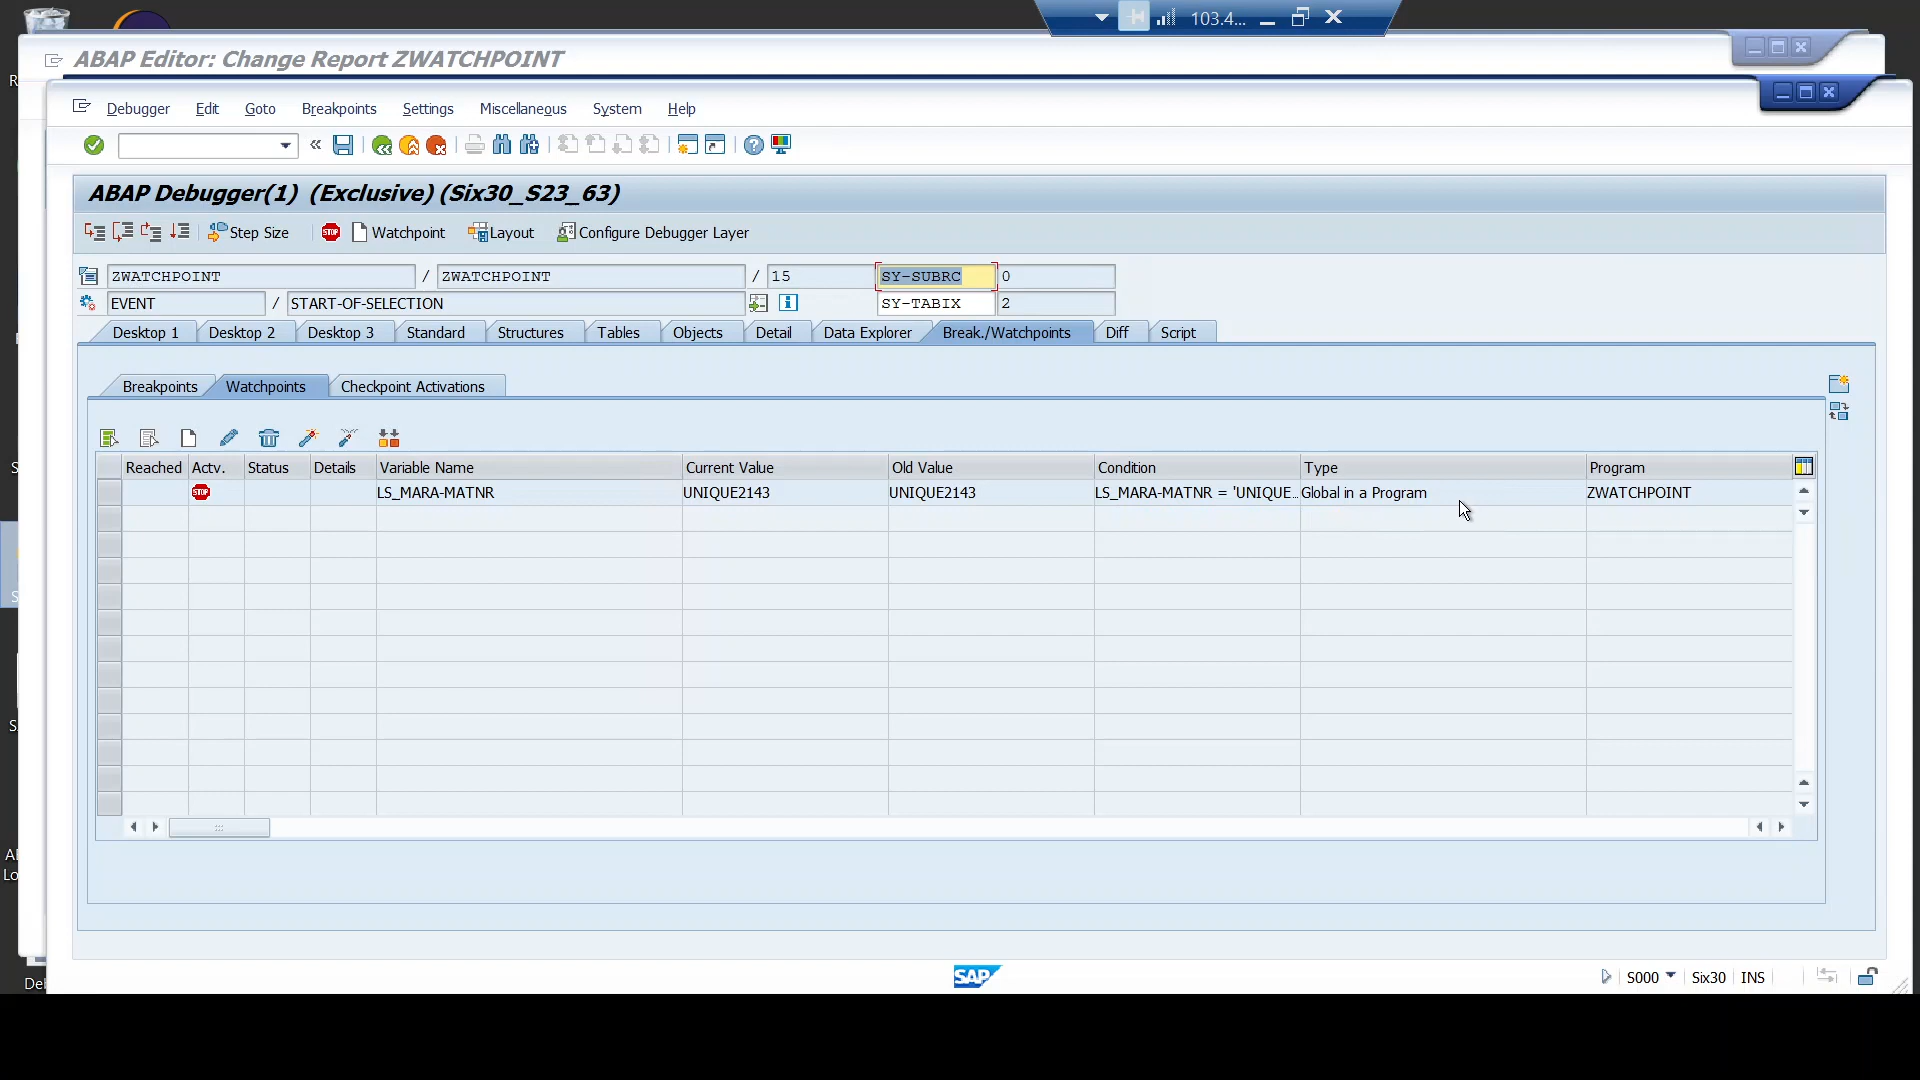 103.4...
ABAP Editor: Change Report ZWATCHPOINT
Debugger Edit Goto Breakpoints Settings Miscellaneous System Help
ABAP Debugger(1) (Exclusive) (Six30_S23_63)
Step Size STOP Watchpoint Layout Configure Debugger Layer
ZWATCHPOINT / ZWATCHPOINT / 15 SY-SUBRC 0
EVENT / START-OF-SELECTION SY-TABIX 2
Desktop 1 Desktop 2 Desktop 3 Standard Structures Tables Objects Detail Data Explorer Break./Watchpoints Diff Script
Breakpoints Watchpoints Checkpoint Activations
Reached Actv. Status Details Variable Name Current Value Old Value Condition Type Program
STOP LS_MARA-MATNR UNIQUE2143 UNIQUE2143 LS_MARA-MATNR = 'UNIQUE... Global in a Program ZWATCHPOINT
SAP S000 Six30 INS